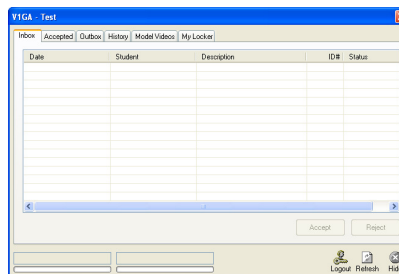 V1GA - Test
Inbox Accepted Outbox History Model Videos My Locker
Date Student Description ID# Status
Accept Reject
Logout Refresh Hide